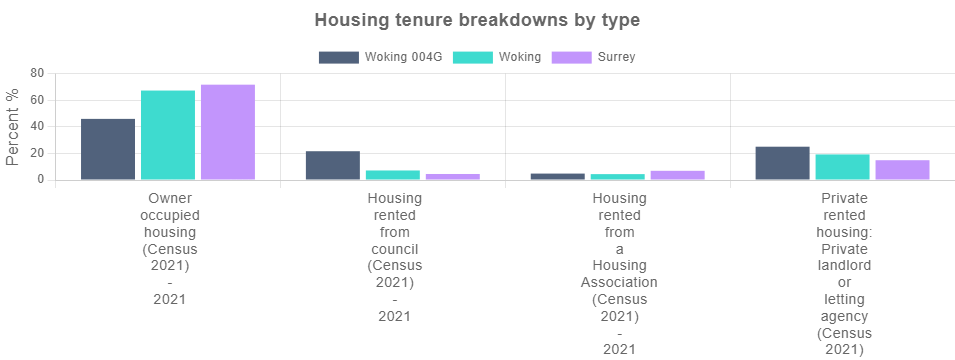 Housing tenure breakdowns by type
Woking 004G Woking Surrey
Percent %
80
60
40
20
0
Owner
occupied
housing
(Census
2021)
-
2021
Housing
rented
from
council
(Census
2021)
-
2021
Housing
rented
from
a
Housing
Association
(Census
2021)
-
2021
Private
rented
housing:
Private
landlord
or
letting
agency
(Census
2021)